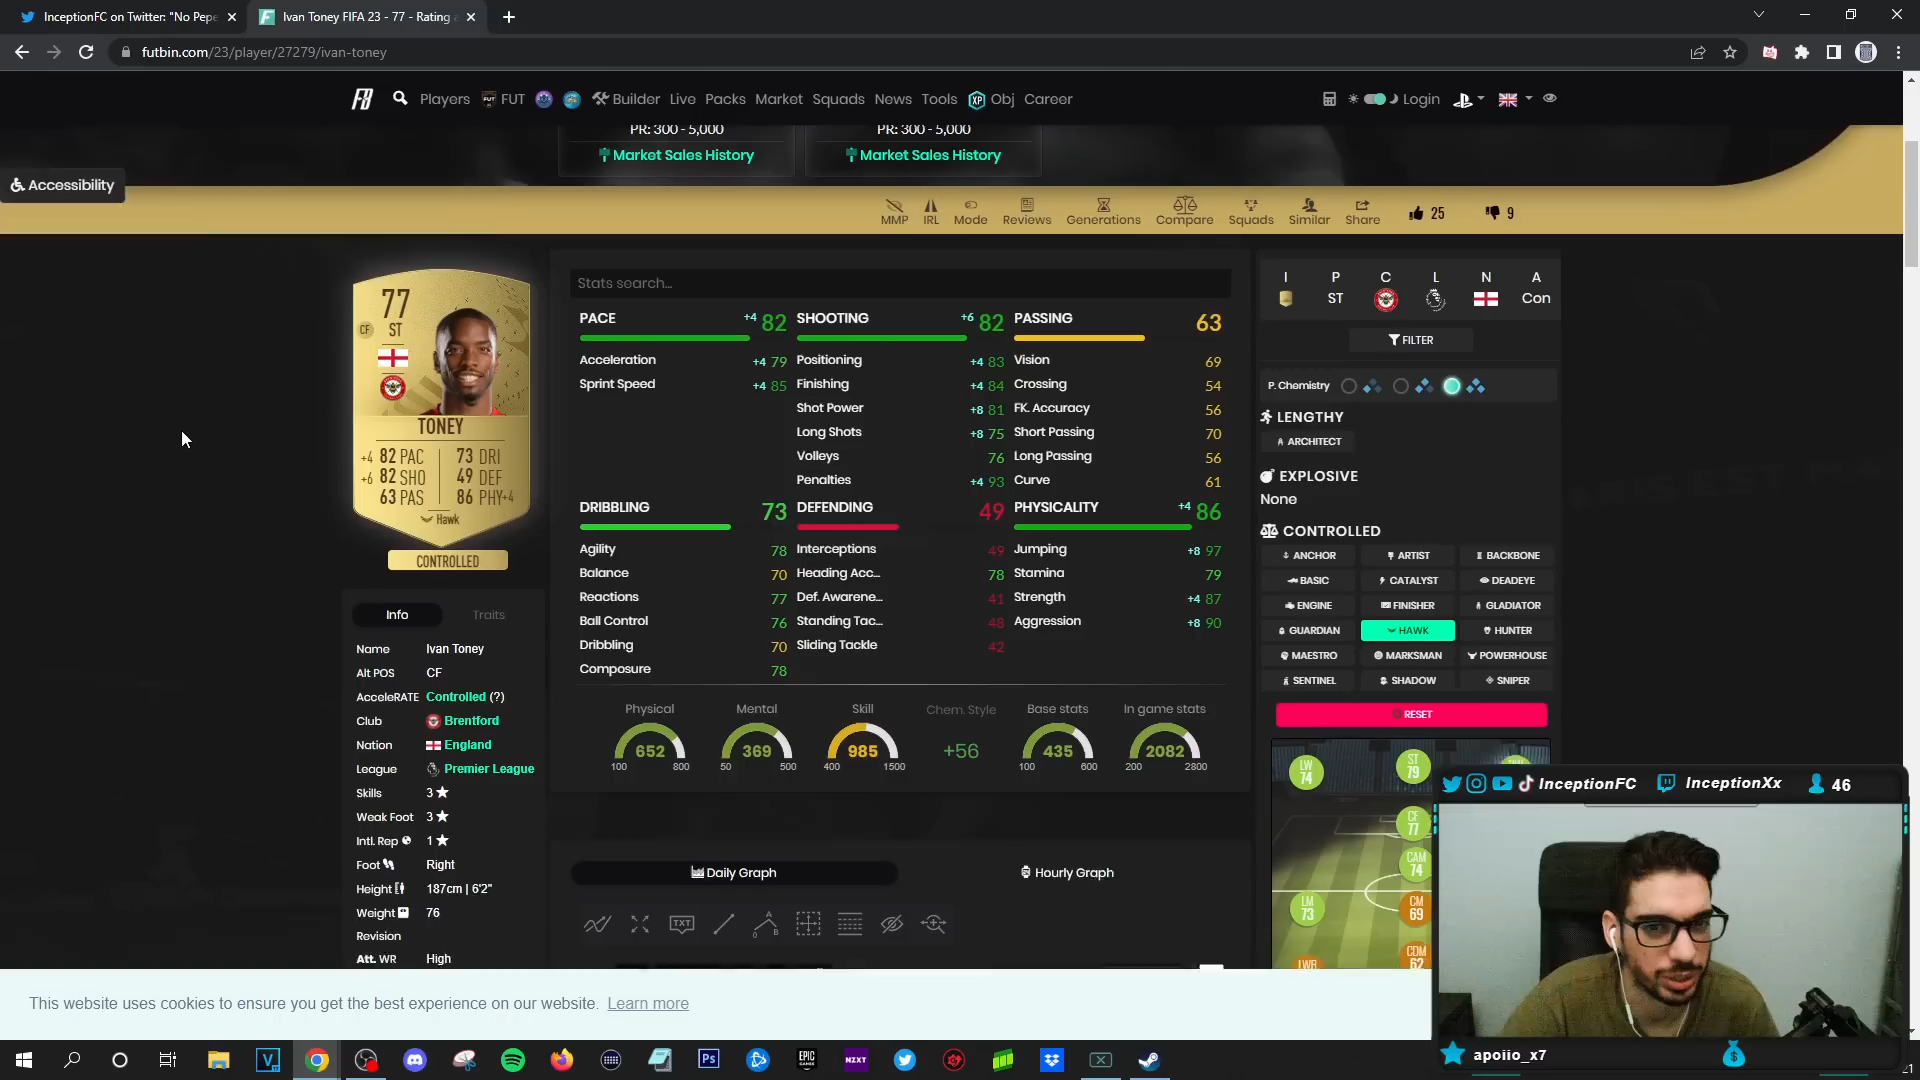 InceptionFC on Twitter: "No Pepe
Ivan Toney FIFA 23 - 77 - Rating a
futbin.com/23/player/27279/ivan-toney
Players FUT Builder Live Packs Market Squads News Tools XP Obj Career Login
PR: 300 - 5,000 PR: 300 - 5,000
Market Sales History Market Sales History
Accessibility
MMP IRL Mode Reviews Generations Compare Squads Similar Share 25 9
77
CF ST
TONEY
+4 82 PAC 73 DRI
+6 82 SHO 49 DEF
63 PAS 86 PHY+4
Hawk
CONTROLLED
Info Traits
Name Ivan Toney
Alt POS CF
AcceleRATE Controlled (?)
Club Brentford
Nation England
League Premier League
Skills 3
Weak Foot 3
Intl. Rep 1
Foot Right
Height 187cm | 6'2"
Weight 76
Revision
Att. WR High
Stats search...
PACE +4 82
Acceleration +4 79
Sprint Speed +4 85
SHOOTING +6 82
Positioning +4 83
Finishing +4 84
Shot Power +8 81
Long Shots +8 75
Volleys 76
Penalties +4 93
PASSING 63
Vision 69
Crossing 54
FK. Accuracy 56
Short Passing 70
Long Passing 56
Curve 61
DRIBBLING 73
Agility 78
Balance 70
Reactions 77
Ball Control 76
Dribbling 70
Composure 78
DEFENDING 49
Interceptions 49
Heading Acc... 78
Def. Awarene... 41
Standing Tac... 48
Sliding Tackle 42
PHYSICALITY +4 86
Jumping +8 97
Stamina 79
Strength +4 87
Aggression +8 90
Physical Mental Skill Chem. Style Base stats In game stats
652 369 985 +56 435 2082
100 800 50 500 400 1500 100 600 200 2800
Daily Graph Hourly Graph
TXT
I P C L N A
ST Con
FILTER
P. Chemistry
LENGTHY
ARCHITECT
EXPLOSIVE
None
CONTROLLED
ANCHOR ARTIST BACKBONE
BASIC CATALYST DEADEYE
ENGINE FINISHER GLADIATOR
GUARDIAN HAWK HUNTER
MAESTRO MARKSMAN POWERHOUSE
SENTINEL SHADOW SNIPER
RESET
LW 74
ST 79
CF 77
CAM 74
LM 73
CM 69
CDM 62
LWB
InceptionFC InceptionXx 46
This website uses cookies to ensure you get the best experience on our website. Learn more
apoiio_x7
Ps
EPIC GAMES
NZXT
21